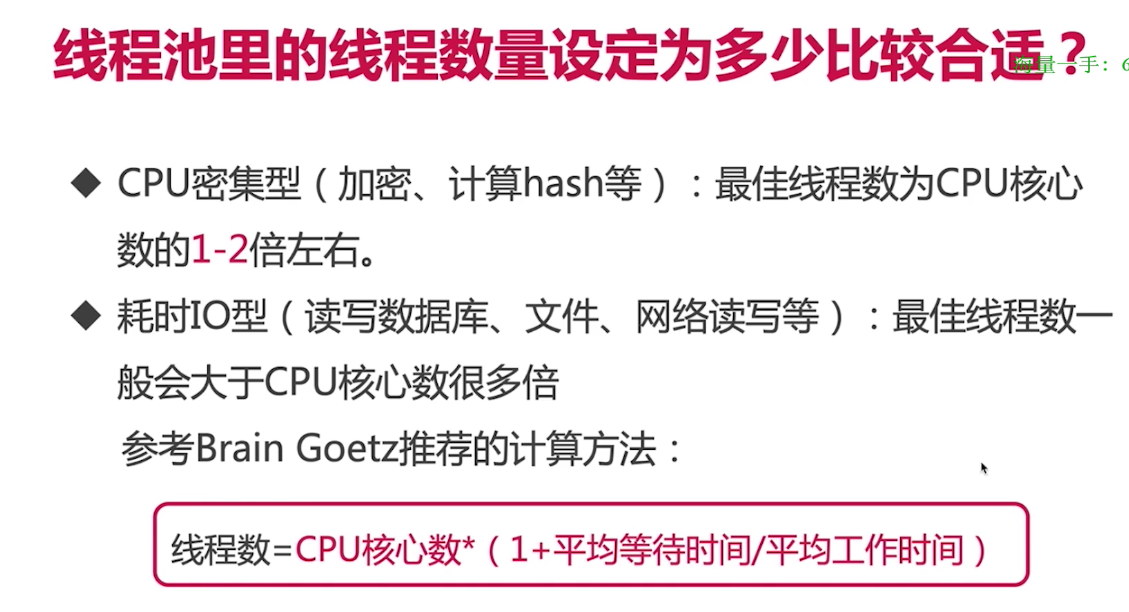 线程池里的线程数量设定为多少比较合适？
量一手：6
◆ CPU密集型（加密、计算hash等）：最佳线程数为CPU核心
数的1-2倍左右。
◆ 耗时IO型（读写数据库、文件、网络读写等）：最佳线程数一
般会大于CPU核心数很多倍
参考Brain Goetz推荐的计算方法：
线程数=CPU核心数*（1+平均等待时间/平均工作时间）